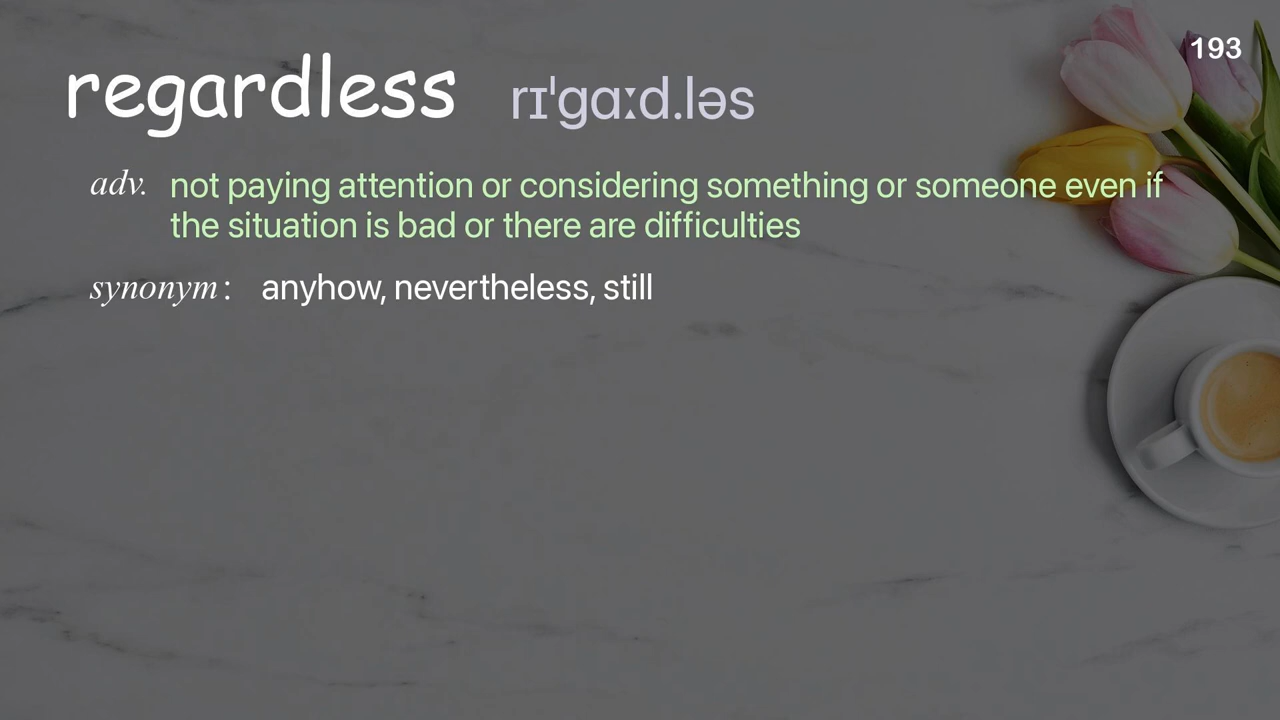 193
regardless rɪˈɡɑːd.ləs
adv. not paying attention or considering something or someone even if
the situation is bad or there are difficulties
synonym: anyhow, nevertheless, still